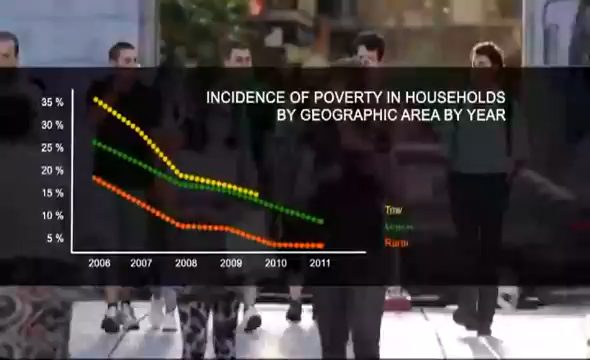 INCIDENCE OF POVERTY IN HOUSEHOLDS
BY GEOGRAPHIC AREA BY YEAR
35 %
30 %
25 %
20 %
15 %
10 %
5 %
2006 2007 2008 2009 2010 2011